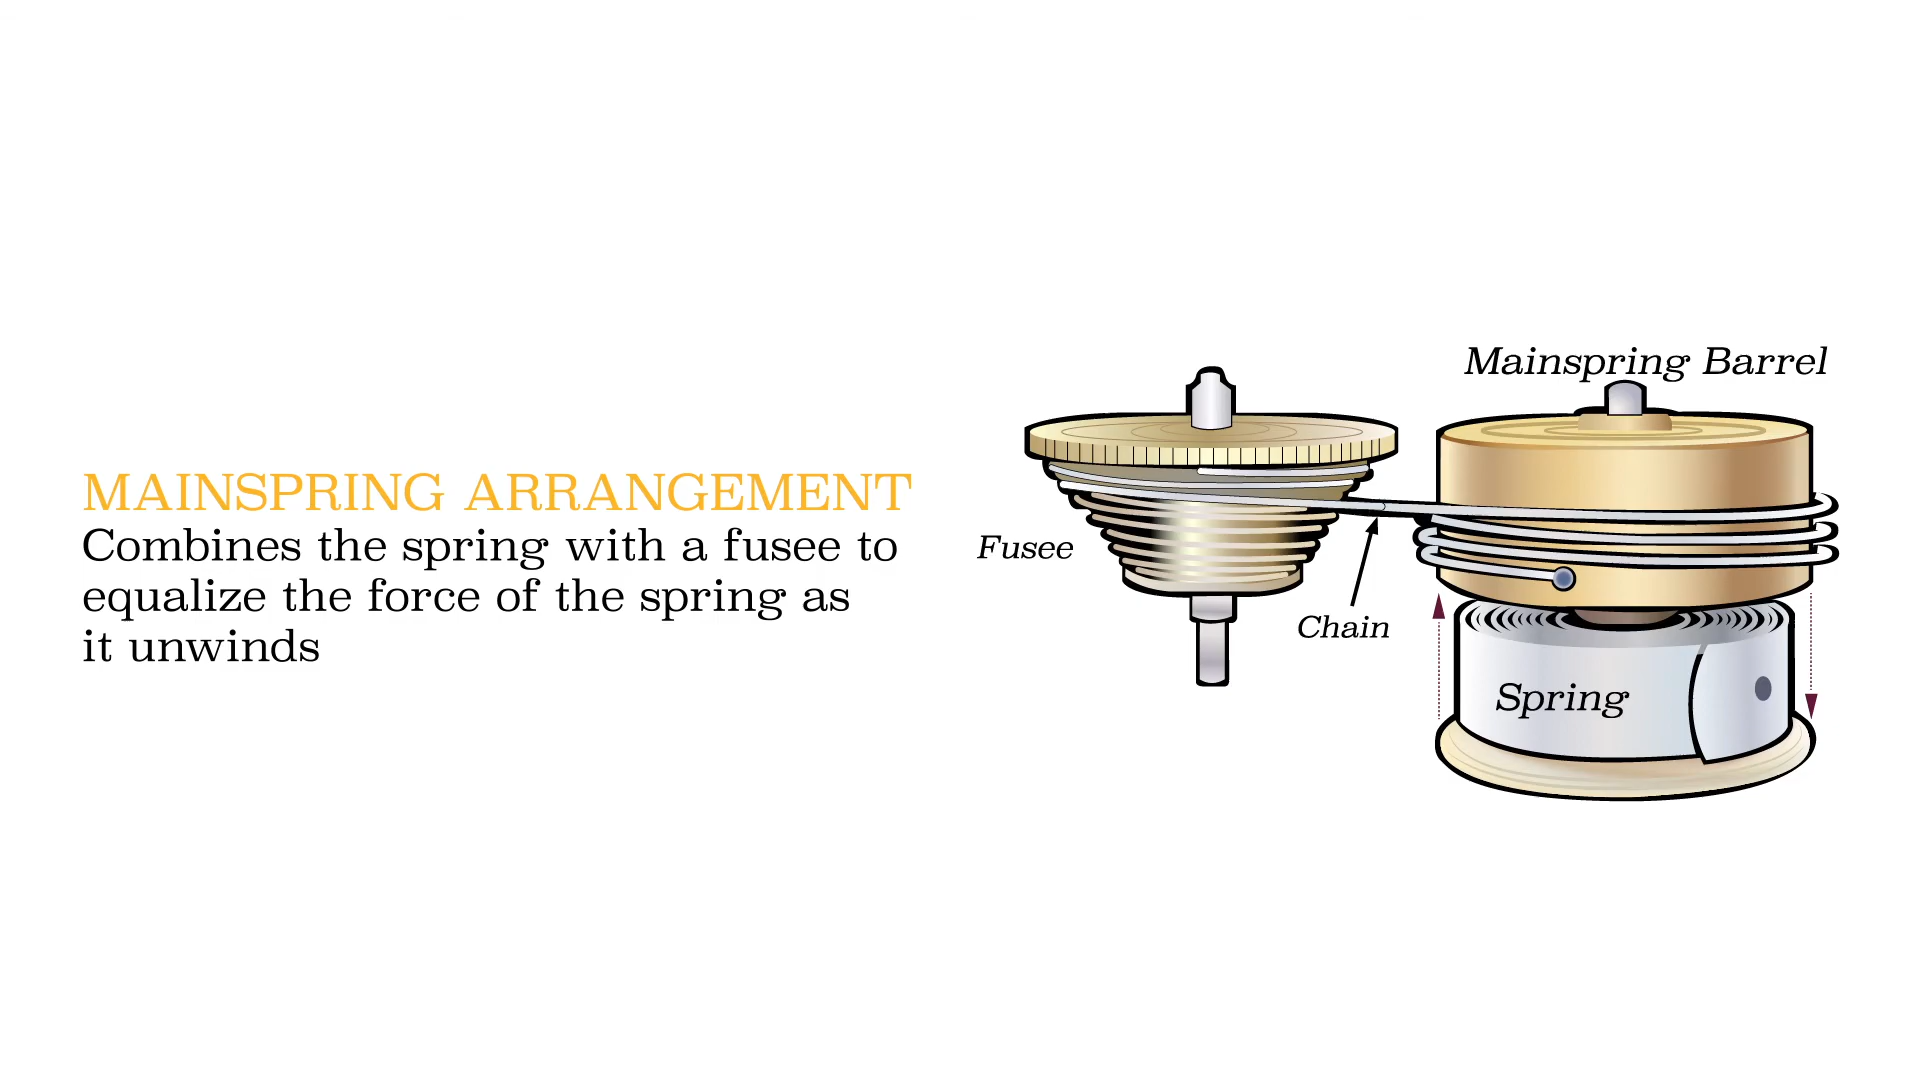 MAINSPRING ARRANGEMENT
Combines the spring with a fusee to
equalize the force of the spring as
it unwinds
Mainspring Barrel
Fusee
Chain
Spring